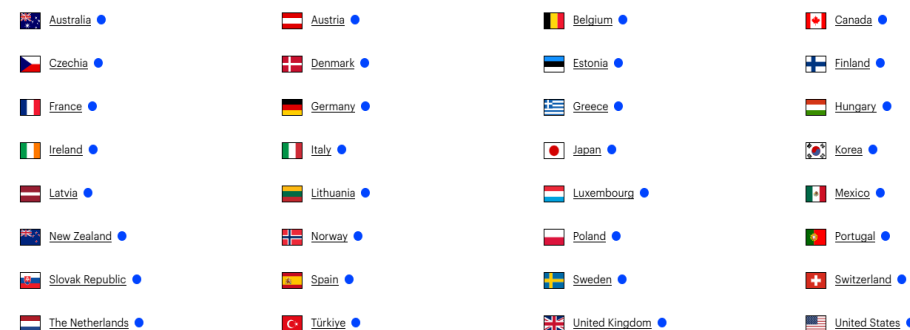 Australia Austria Belgium Canada
Czechia Denmark Estonia Finland
France Germany Greece Hungary
Ireland Italy Japan Korea
Latvia Lithuania Luxembourg Mexico
New Zealand Norway Poland Portugal
Slovak Republic Spain Sweden Switzerland
The Netherlands Türkiye United Kingdom United States